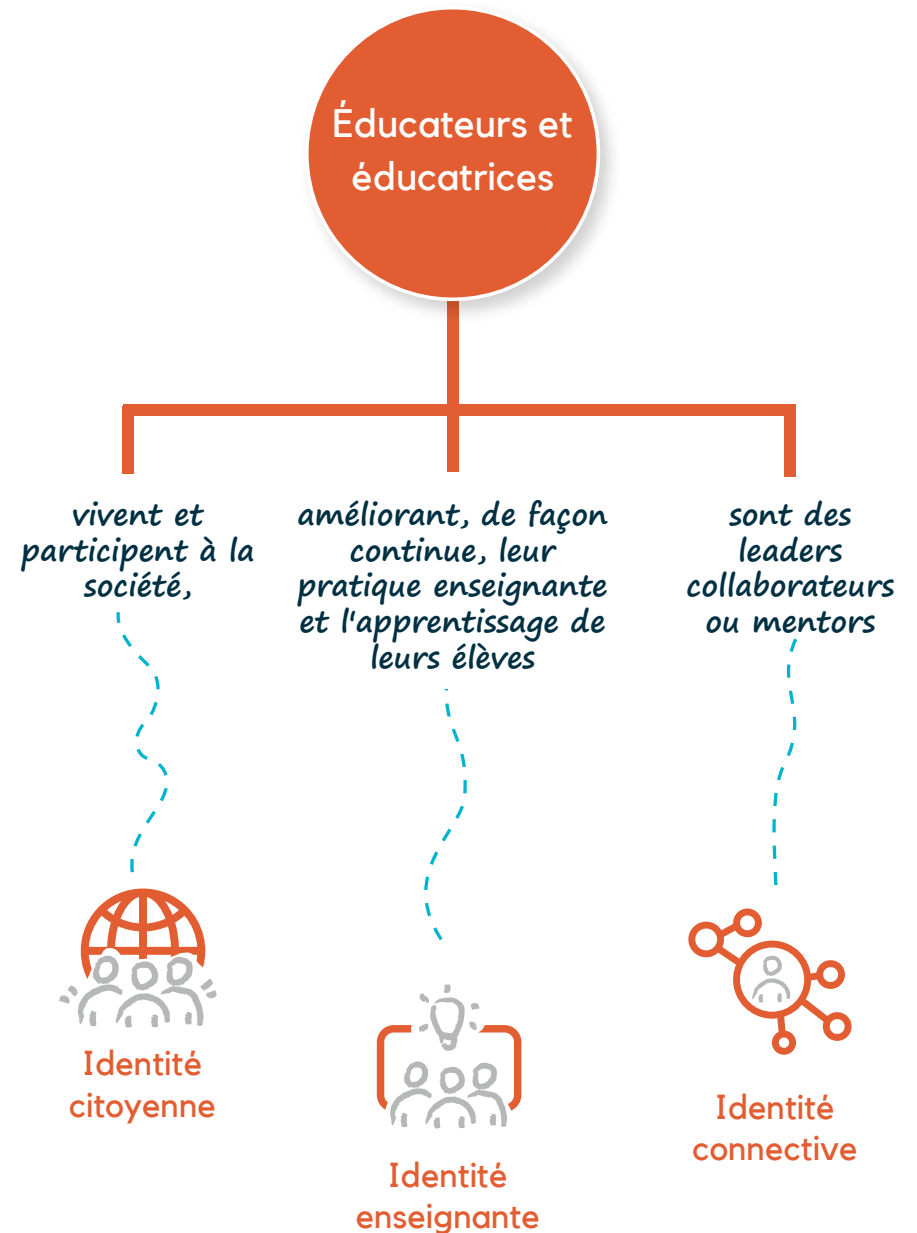 Éducateurs et
éducatrices
vivent et
participent à la
société,
améliorant, de façon
continue, leur
pratique enseignante
et l'apprentissage de
leurs élèves
sont des
leaders
collaborateurs
ou mentors
Identité
citoyenne
Identité
enseignante
Identité
connective